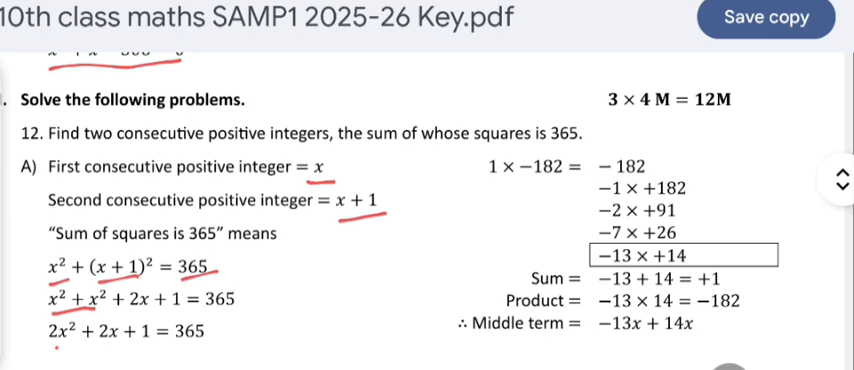 10th class maths SAMP1 2025-26 Key.pdf
Save copy
. Solve the following problems. 3 × 4 M = 12M
12. Find two consecutive positive integers, the sum of whose squares is 365.
A) First consecutive positive integer = x
Second consecutive positive integer = x + 1
“Sum of squares is 365” means
x² + (x + 1)² = 365
x² + x² + 2x + 1 = 365
2x² + 2x + 1 = 365
1 × −182 = − 182
−1 × +182
−2 × +91
−7 × +26
−13 × +14
Sum = −13 + 14 = +1
Product = −13 × 14 = −182
∴ Middle term = −13x + 14x